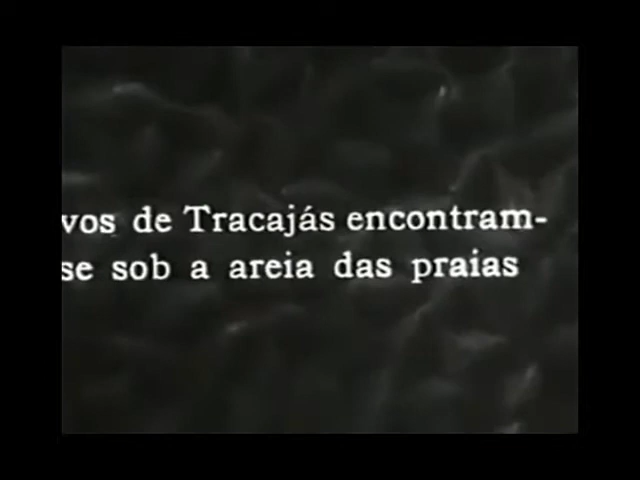 vos de Tracajás encontram-
se sob a areia das praias